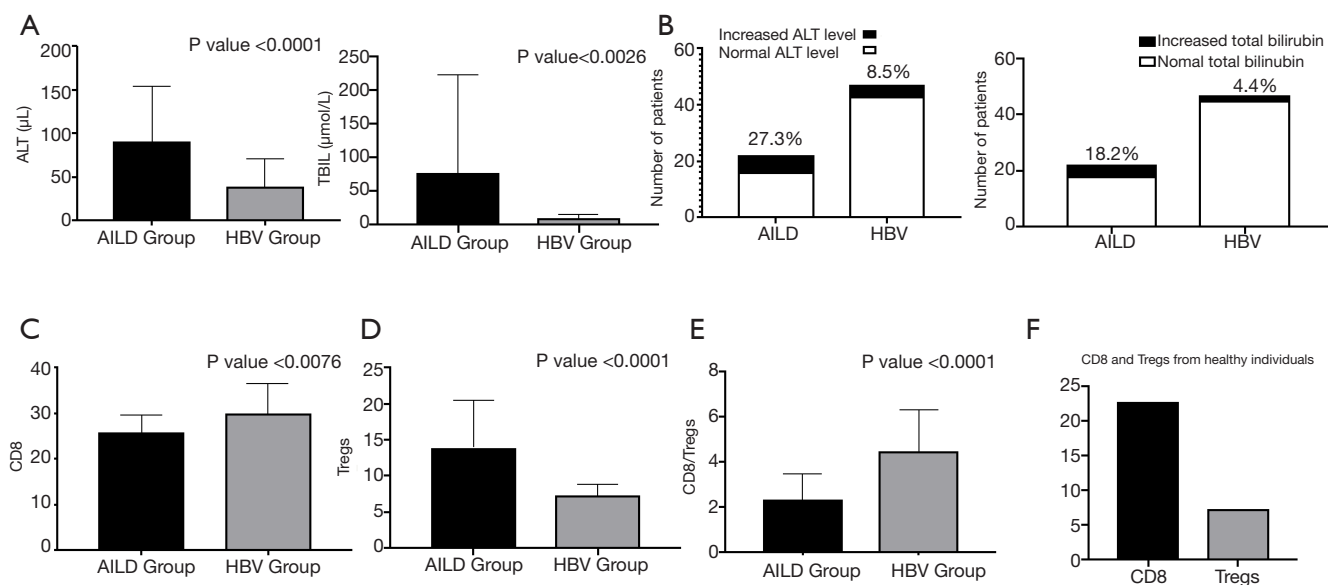 A
P value <0.0001
ALT (μL)
200
150
100
50
0
AILD Group HBV Group
P value<0.0026
TBIL (μmol/L)
250
200
150
100
75
50
0
AILD Group HBV Group
B
Increased ALT level
Normal ALT level
Number of patients
60
40
20
0
27.3%
8.5%
AILD HBV
Increased total bilirubin
Nomal total bilinubin
Number of patients
60
40
20
0
18.2%
4.4%
AILD HBV
C
P value <0.0076
CD8
40
30
20
10
0
AILD Group HBV Group
D
P value <0.0001
Tregs
25
20
15
10
5
0
AILD Group HBV Group
E
P value <0.0001
CD8/Tregs
8
6
4
2
0
AILD Group HBV Group
F
CD8 and Tregs from healthy individuals
25
20
15
10
5
0
CD8 Tregs